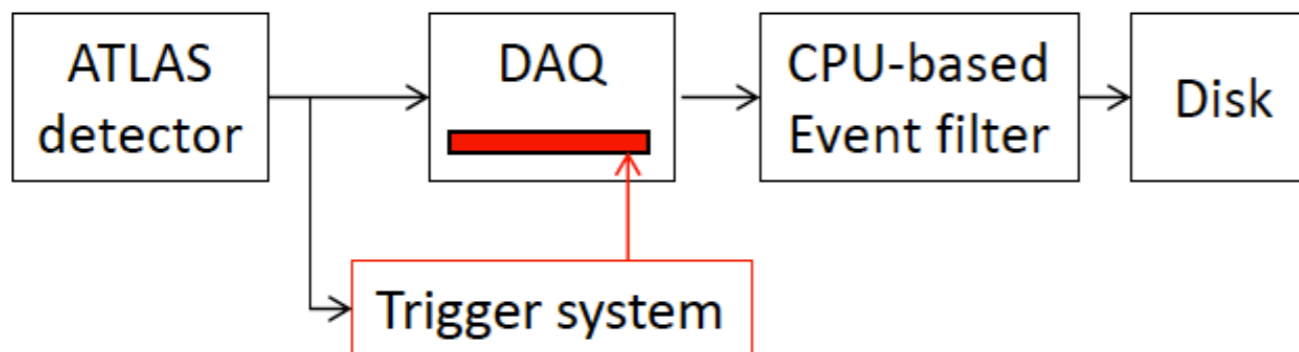 ATLAS
detector
DAQ
CPU-based
Event filter
Disk
Trigger system